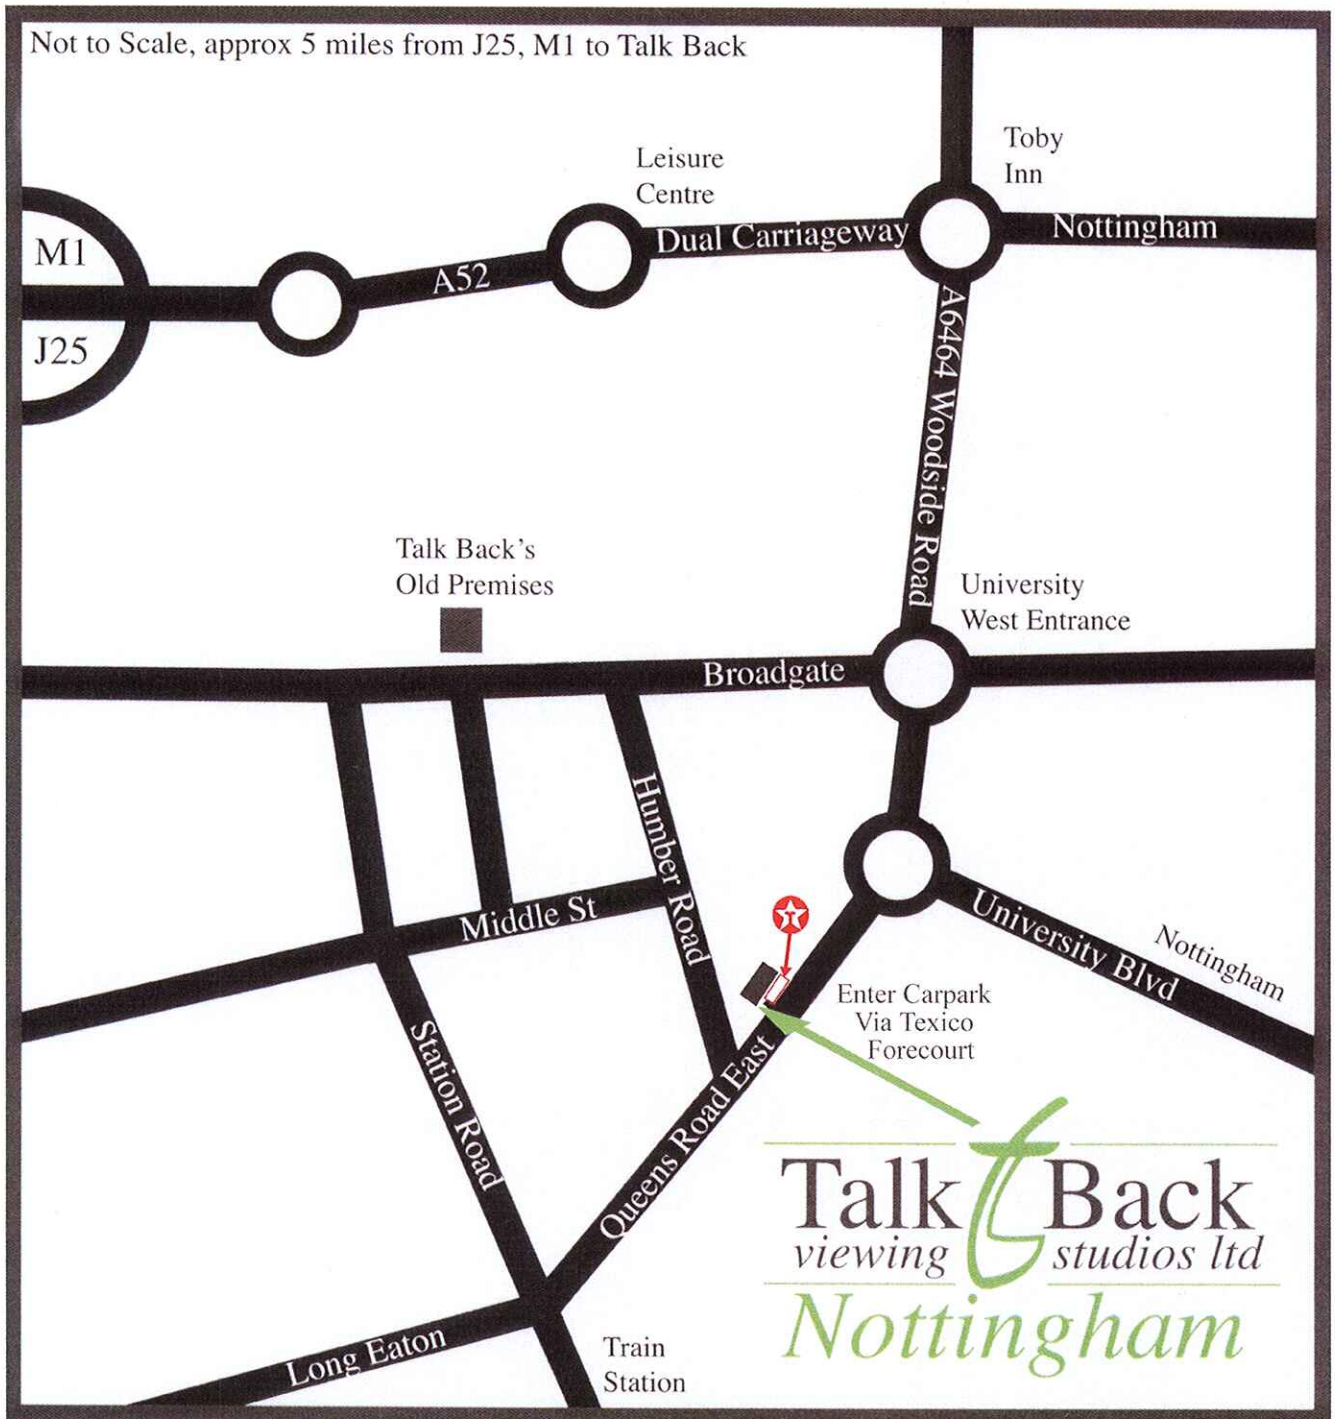 Not to Scale, approx 5 miles from J25, M1 to Talk Back
Toby
Inn
Leisure
Centre
Dual Carriageway
Nottingham
M1
A52
J25
A6464 Woodside Road
Talk Back's
Old Premises
University
West Entrance
Broadgate
Humber Road
Middle St
University Blvd
Nottingham
T
Enter Carpark
Via Texico
Forecourt
Station Road
Queens Road East
Talk Back
viewing studios ltd
Nottingham
Long Eaton
Train
Station